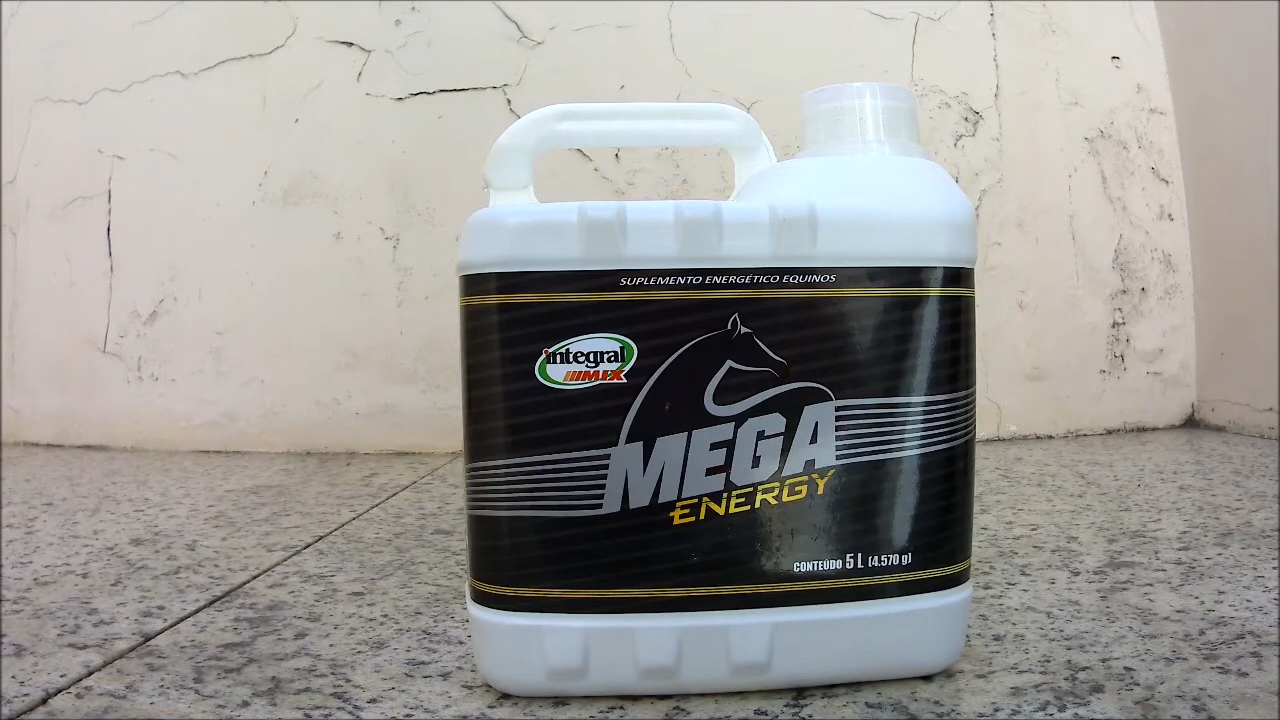 SUPLEMENTO ENERGÉTICO EQUINOS
integral
MIX
MEGA
ENERGY
CONTEÚDO 5 L (4.570 g)